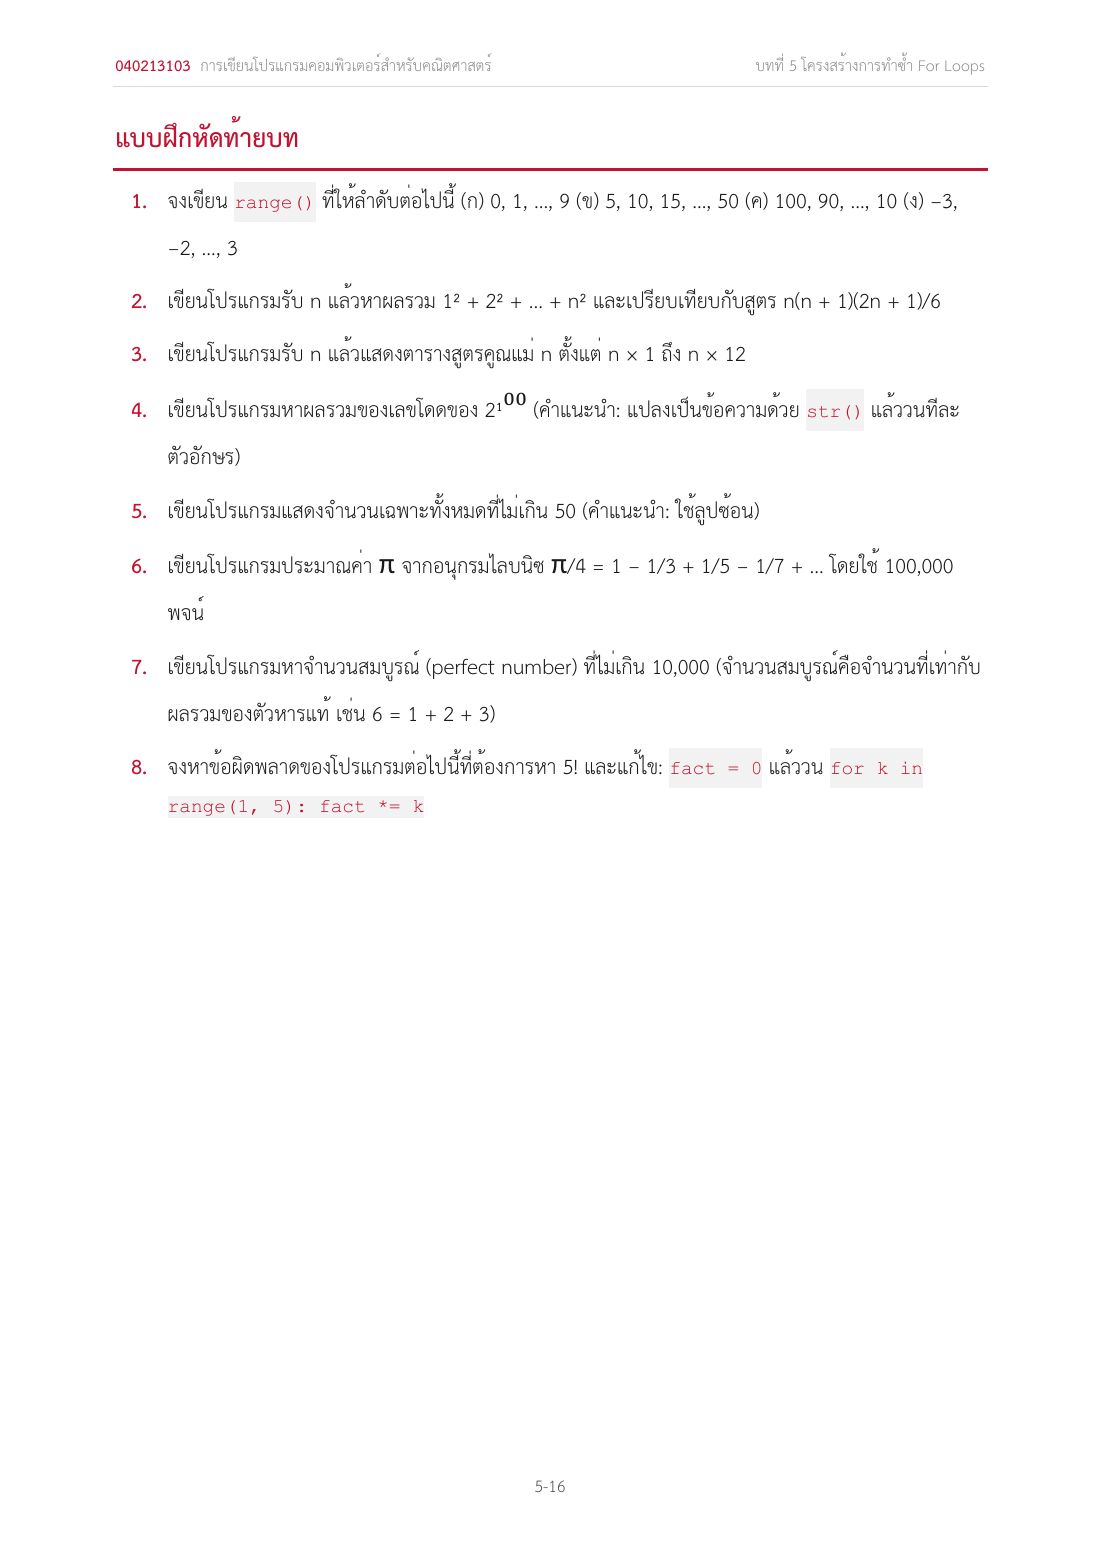 040213103 การเขียนโปรแกรมคอมพิวเตอร์สำหรับคณิตศาสตร์ บทที่ 5 โครงสร้างการทำซ้ำ For Loops
แบบฝึกหัดท้ายบท
1. จงเขียน range() ที่ให้ลำดับต่อไปนี้ (ก) 0, 1, ..., 9 (ข) 5, 10, 15, ..., 50 (ค) 100, 90, ..., 10 (ง) –3,
–2, ..., 3
2. เขียนโปรแกรมรับ n แล้วหาผลรวม 1² + 2² + ... + n² และเปรียบเทียบกับสูตร n(n + 1)(2n + 1)/6
3. เขียนโปรแกรมรับ n แล้วแสดงตารางสูตรคูณแม่ n ตั้งแต่ n × 1 ถึง n × 12
4. เขียนโปรแกรมหาผลรวมของเลขโดดของ 2¹⁰⁰ (คำแนะนำ: แปลงเป็นข้อความด้วย str() แล้ววนทีละ
ตัวอักษร)
5. เขียนโปรแกรมแสดงจำนวนเฉพาะทั้งหมดที่ไม่เกิน 50 (คำแนะนำ: ใช้ลูปซ้อน)
6. เขียนโปรแกรมประมาณค่า π จากอนุกรมไลบนิซ π/4 = 1 – 1/3 + 1/5 – 1/7 + ... โดยใช้ 100,000
พจน์
7. เขียนโปรแกรมหาจำนวนสมบูรณ์ (perfect number) ที่ไม่เกิน 10,000 (จำนวนสมบูรณ์คือจำนวนที่เท่ากับ
ผลรวมของตัวหารแท้ เช่น 6 = 1 + 2 + 3)
8. จงหาข้อผิดพลาดของโปรแกรมต่อไปนี้ที่ต้องการหา 5! และแก้ไข: fact = 0 แล้ววน for k in
range(1, 5): fact *= k
5-16